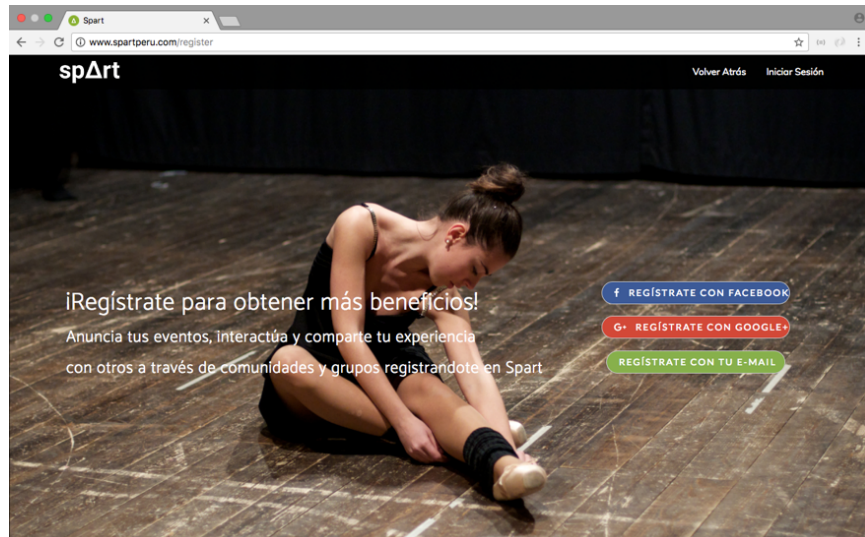 Spart
www.spartperu.com/register
spΔrt
Volver Atrás Iniciar Sesión
¡Regístrate para obtener más beneficios!
Anuncia tus eventos, interactúa y comparte tu experiencia
con otros a través de comunidades y grupos registrandote en Spart
f REGÍSTRATE CON FACEBOOK
G+ REGÍSTRATE CON GOOGLE+
REGÍSTRATE CON TU E-MAIL